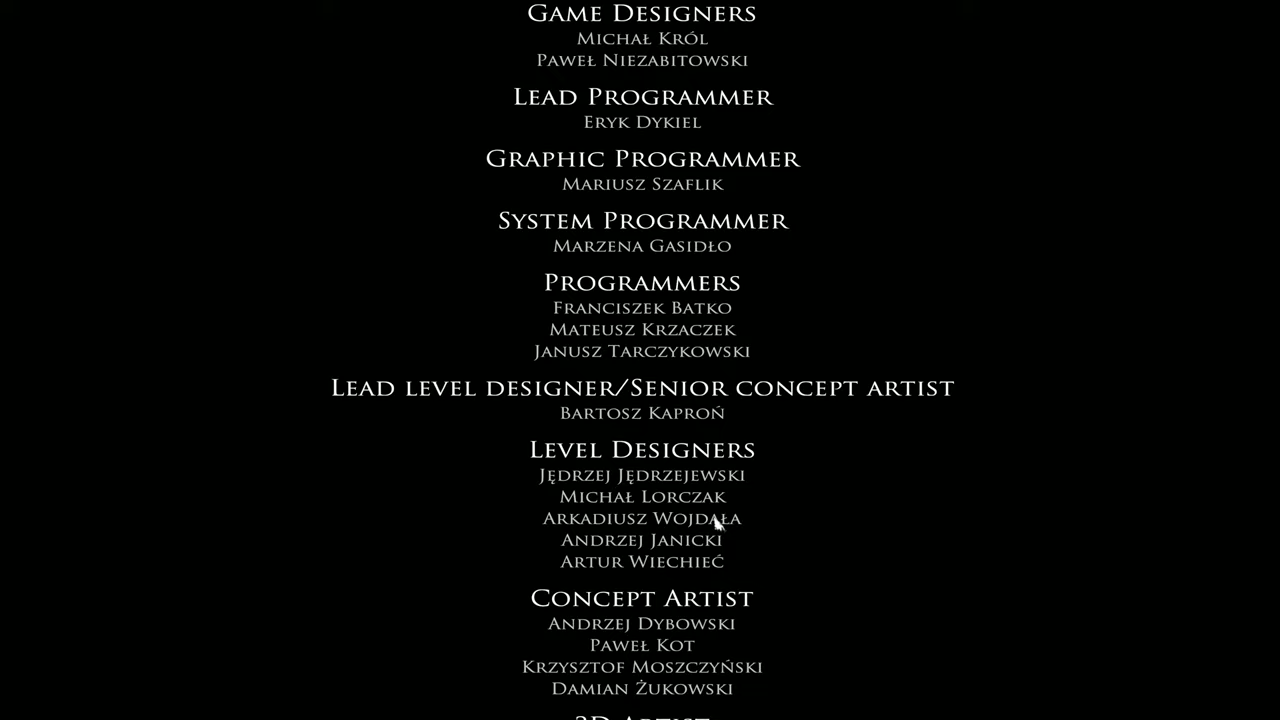 Game Designers
Michał Król
Paweł Niezabitowski
Lead Programmer
Eryk Dykiel
Graphic Programmer
Mariusz Szaflik
System Programmer
Marzena Gasidło
Programmers
Franciszek Batko
Mateusz Krzaczek
Janusz Tarczykowski
Lead level designer/Senior concept artist
Bartosz Kaproń
Level Designers
Jędrzej Jędrzejewski
Michał Lorczak
Arkadiusz Wojdała
Andrzej Janicki
Artur Wiechieć
Concept Artist
Andrzej Dybowski
Paweł Kot
Krzysztof Moszczyński
Damian Żukowski
3D Artist